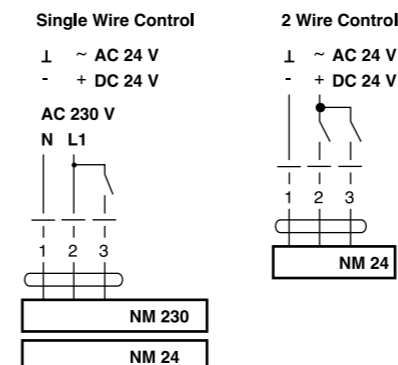 Single Wire Control
⊥ ~ AC 24 V
- + DC 24 V
AC 230 V
N L1
1 2 3
NM 230
NM 24
2 Wire Control
⊥ ~ AC 24 V
- + DC 24 V
1 2 3
NM 24